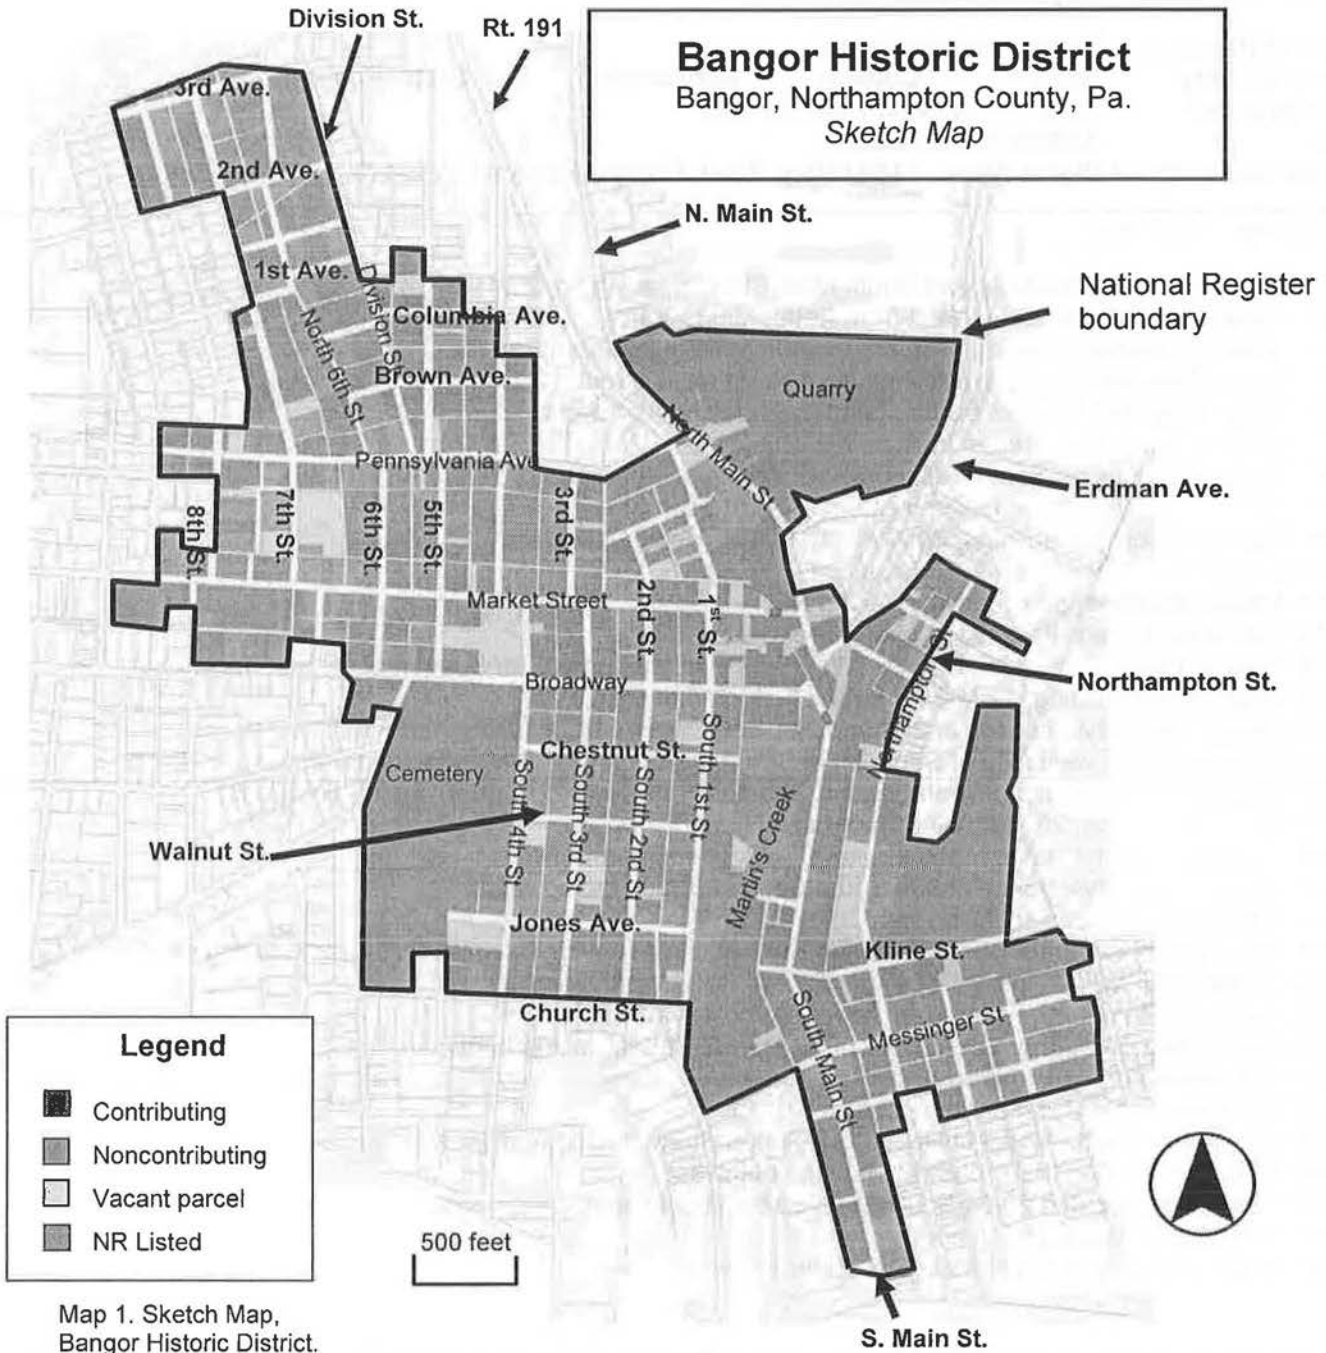 Division St.
Rt. 191
Bangor Historic District
Bangor, Northampton County, Pa.
Sketch Map
3rd Ave.
2nd Ave.
N. Main St.
1st Ave.
Division St
National Register
boundary
Columbia Ave.
North 6th St
Brown Ave.
Quarry
North Main St
Pennsylvania Ave
Erdman Ave.
8th St.
7th St.
6th St.
5th St.
3rd St.
2nd St.
1st St.
Market Street
Northampton St
Northampton St.
Broadway
South 1st St
Chestnut St.
Cemetery
South 4th St
South 3rd St
South 2nd St
Martin's Creek
Walnut St.
Jones Ave.
Kline St.
Church St.
South Main St
Messinger St
Legend
Contributing
Noncontributing
Vacant parcel
NR Listed
500 feet
Map 1. Sketch Map,
Bangor Historic District.
S. Main St.